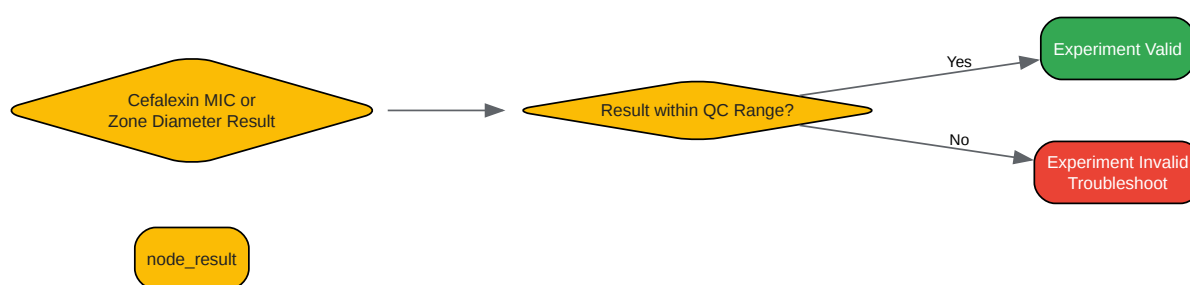 Cefalexin MIC or
Zone Diameter Result
Result within QC Range?
Yes
Experiment Valid
No
Experiment Invalid
Troubleshoot
node_result